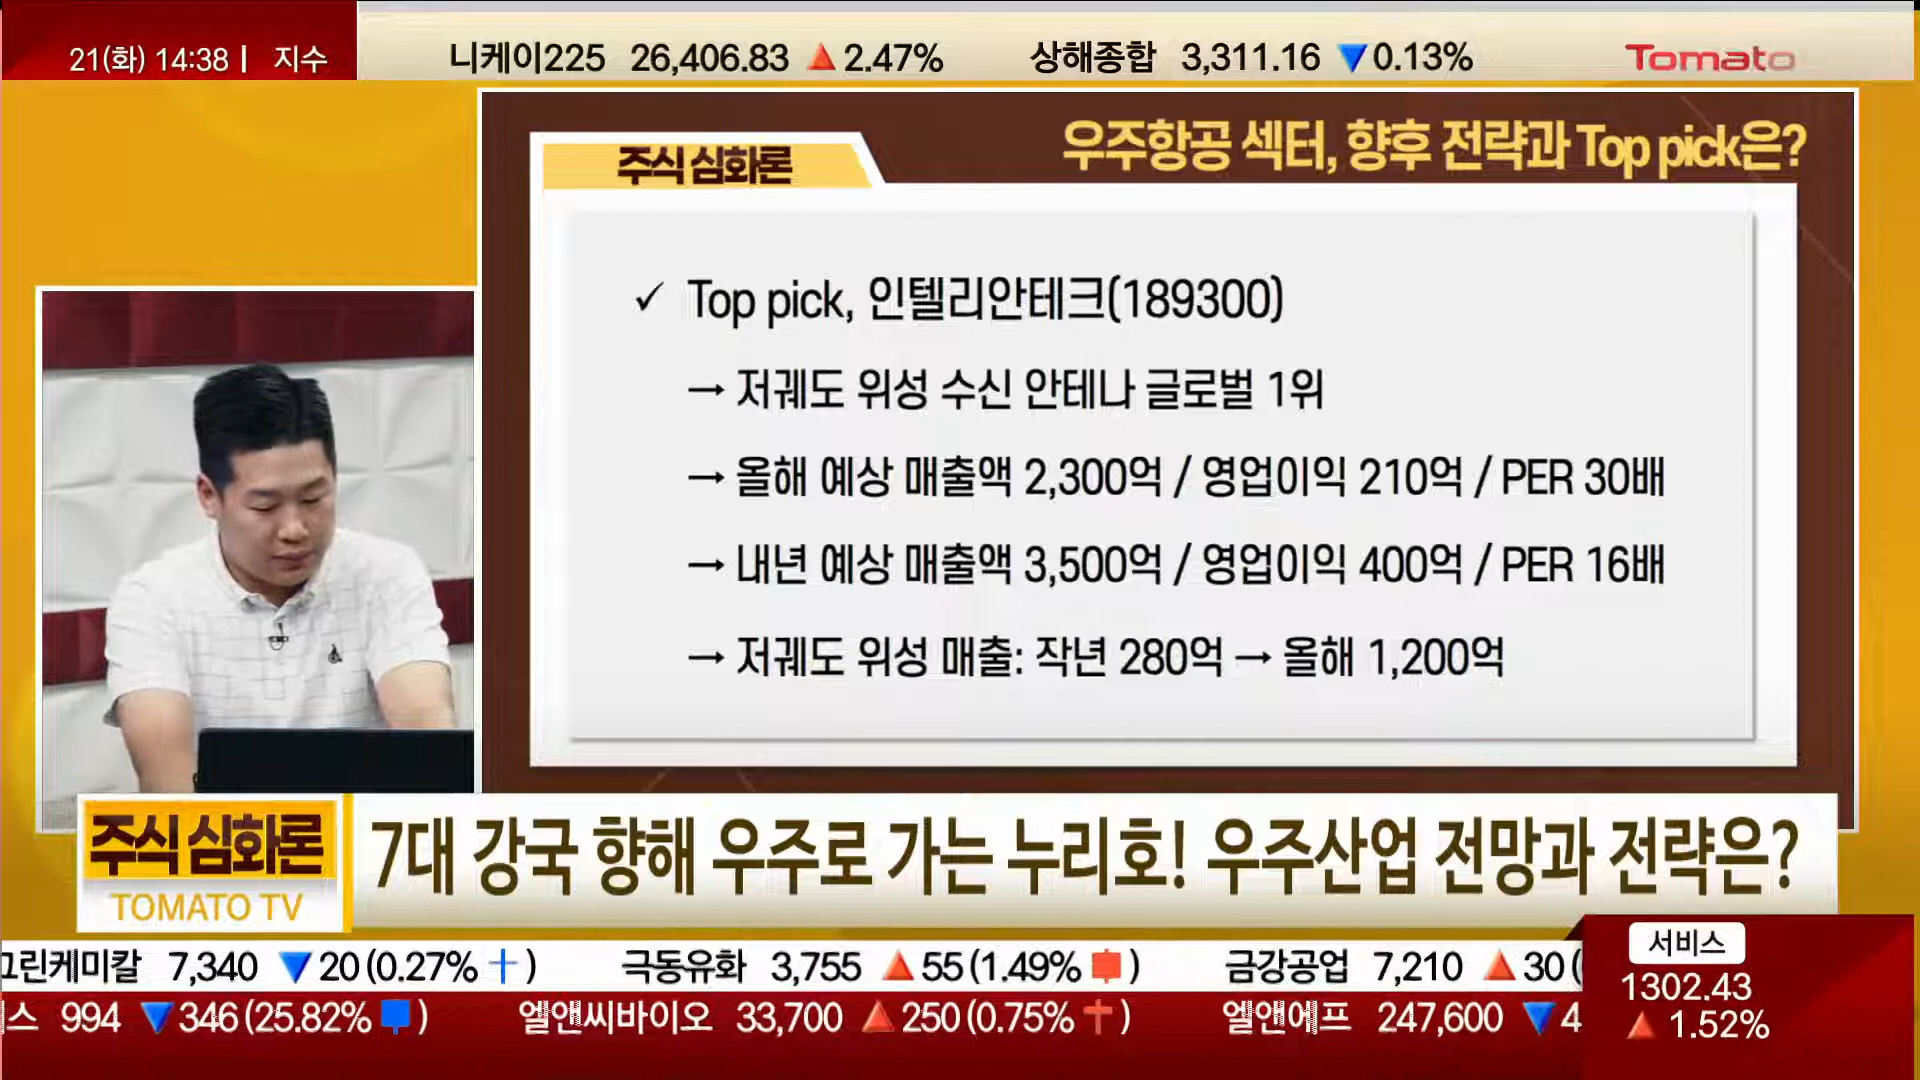 21(화) 14:38 | 지수 니케이225 26,406.83 ▲2.47% 상해종합 3,311.16 ▼0.13% Tomato
우주항공 섹터, 향후 전략과 Top pick은?
주식 심화론
✓ Top pick, 인텔리안테크(189300)
→ 저궤도 위성 수신 안테나 글로벌 1위
→ 올해 예상 매출액 2,300억 / 영업이익 210억 / PER 30배
→ 내년 예상 매출액 3,500억 / 영업이익 400억 / PER 16배
→ 저궤도 위성 매출: 작년 280억 → 올해 1,200억
주식 심화론
TOMATO TV
7대 강국 향해 우주로 가는 누리호! 우주산업 전망과 전략은?
그린케미칼 7,340 ▼20(0.27%) 극동유화 3,755 ▲55(1.49%) 금강공업 7,210 ▲30(
스 994 ▼346(25.82%) 엘앤씨바이오 33,700 ▲250(0.75%) 엘앤에프 247,600 ▼4
서비스
1302.43
▲1.52%